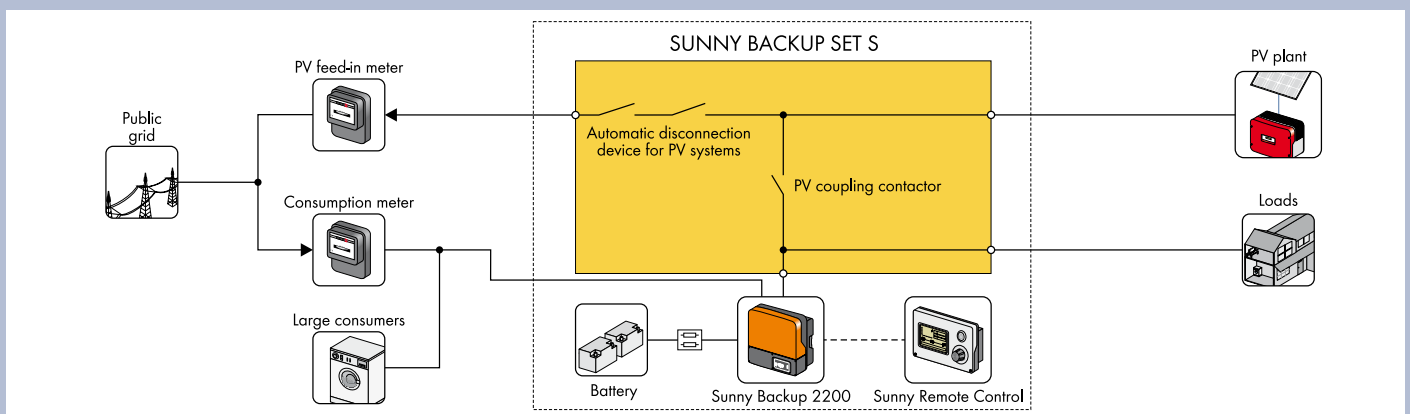 SUNNY BACKUP SET S
PV feed-in meter
PV plant
Public
grid
Automatic disconnection
device for PV systems
PV coupling contactor
Consumption meter
Loads
Large consumers
Battery
Sunny Backup 2200
Sunny Remote Control